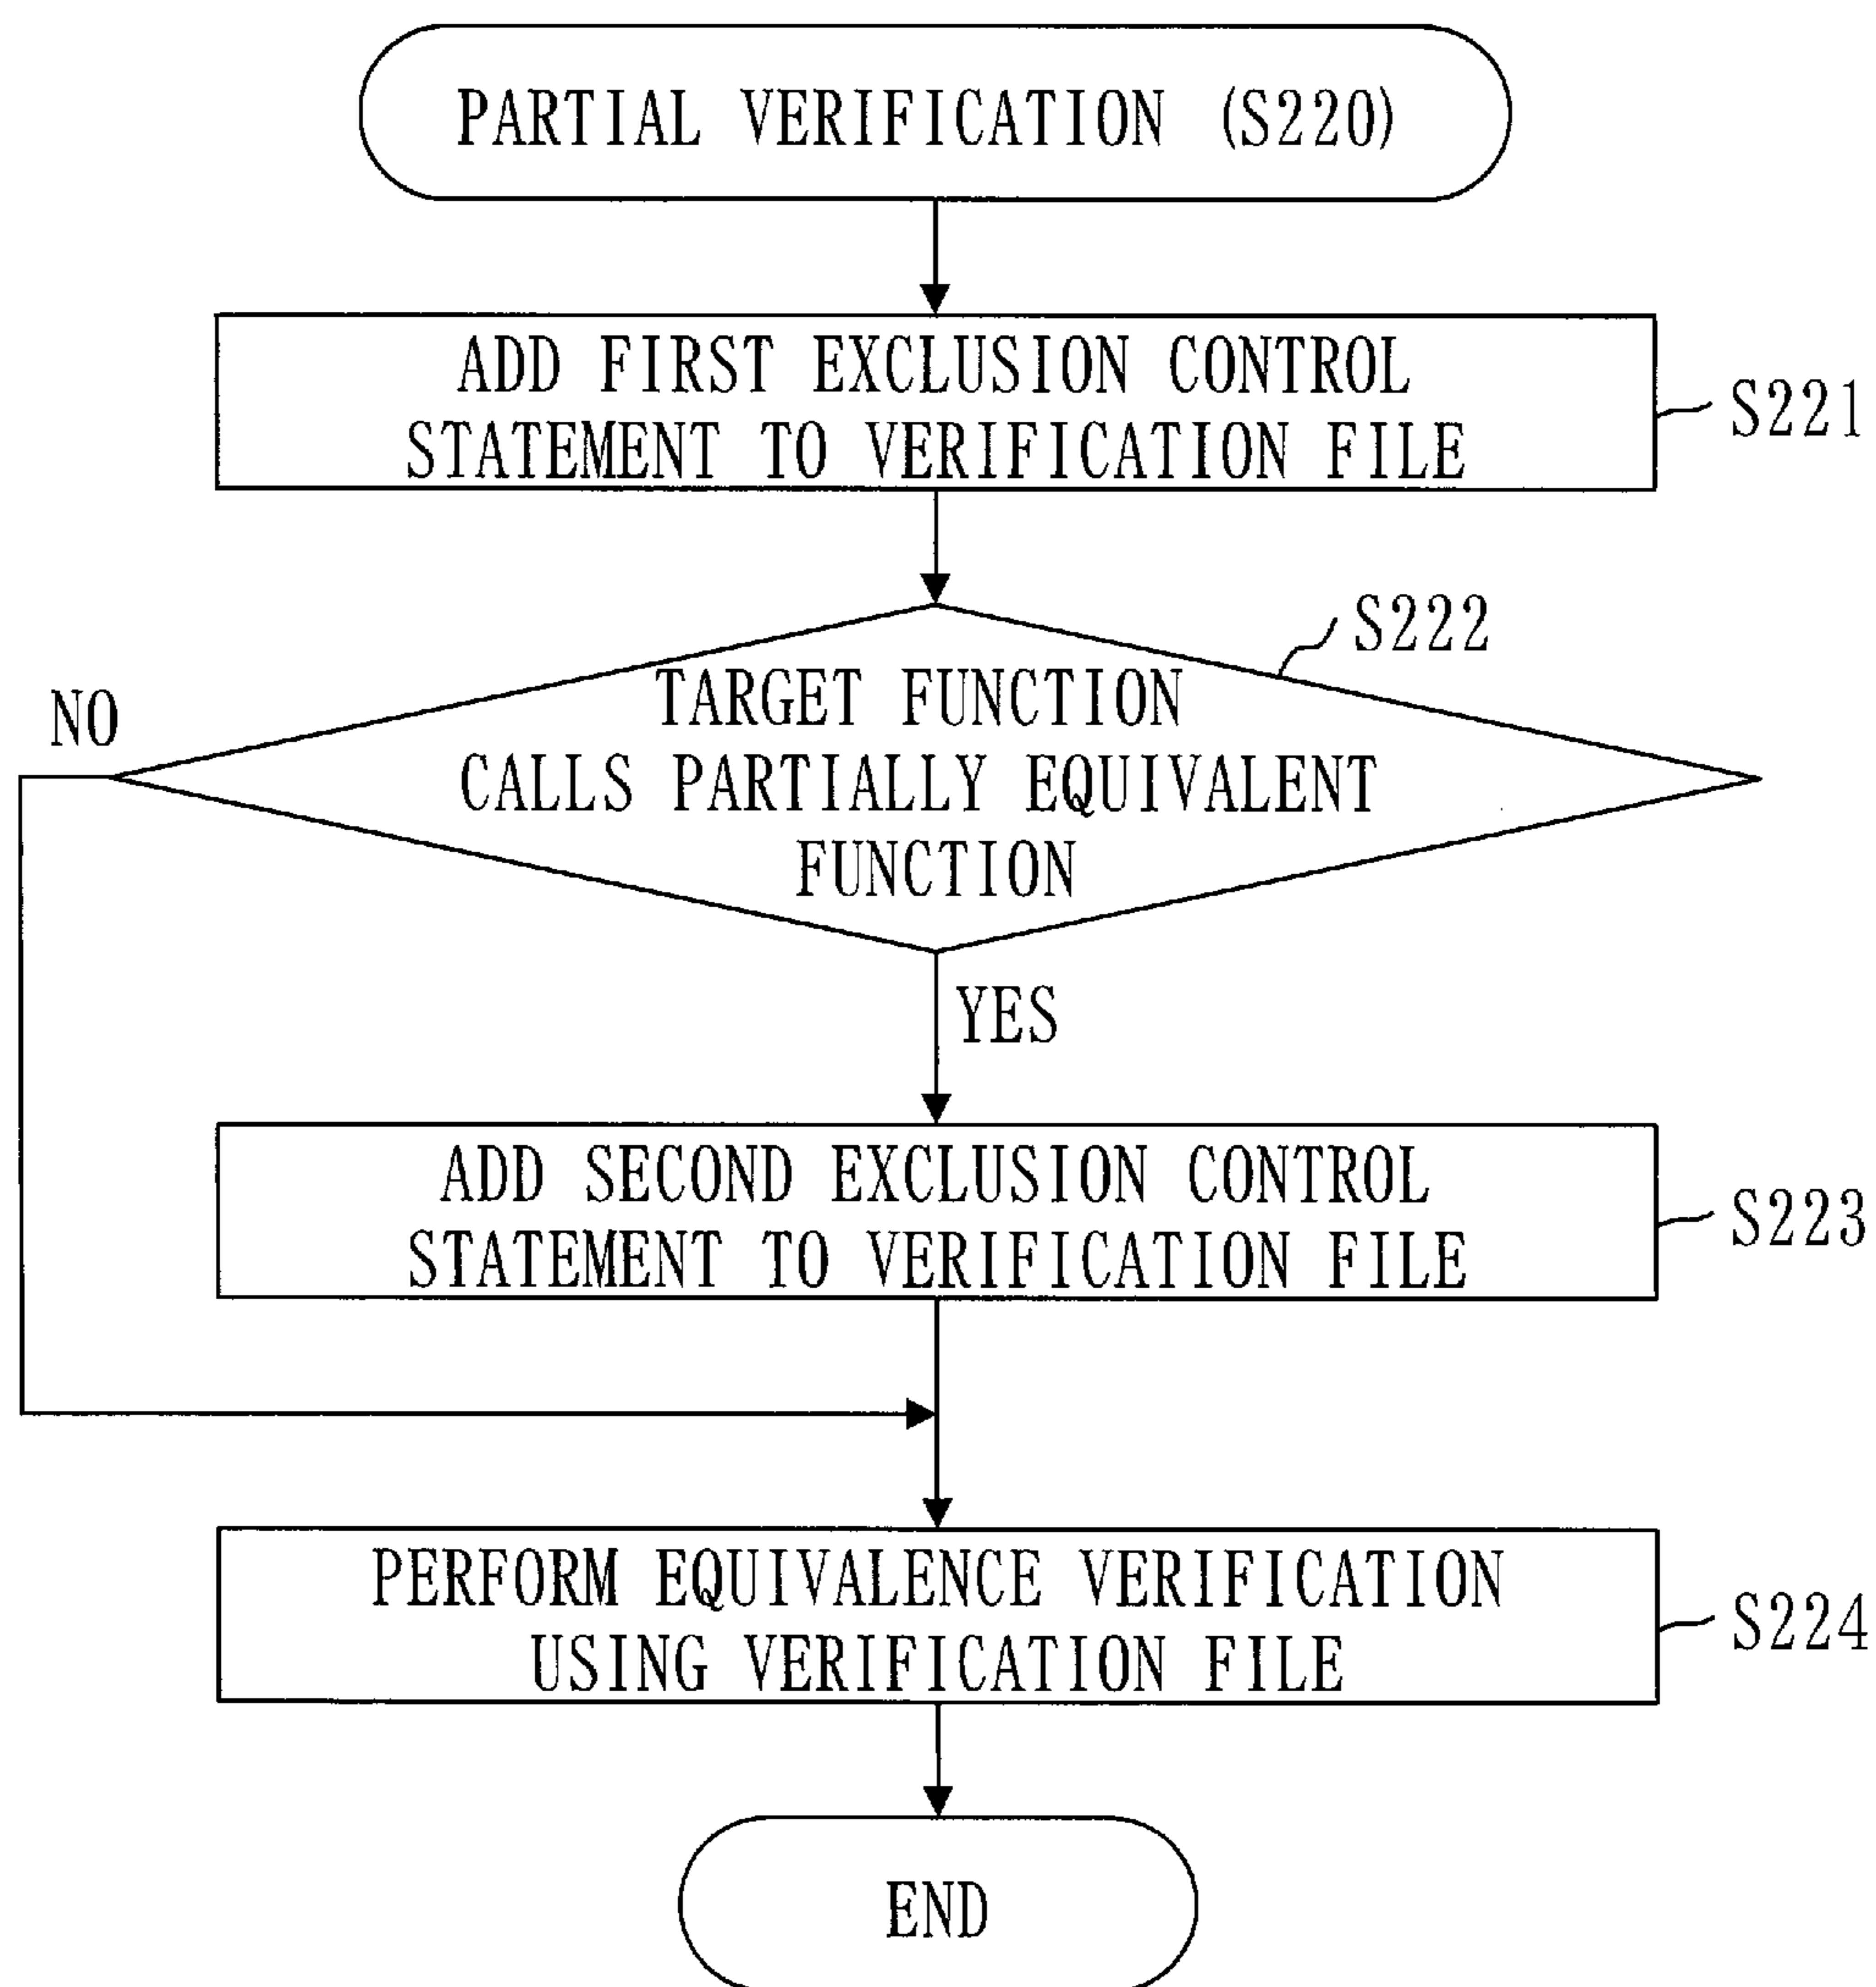 PARTIAL VERIFICATION (S220)
ADD FIRST EXCLUSION CONTROL
STATEMENT TO VERIFICATION FILE
S221
S222
TARGET FUNCTION
NO
CALLS PARTIALLY EQUIVALENT
FUNCTION
YES
ADD SECOND EXCLUSION CONTROL
STATEMENT TO VERIFICATION FILE
S223
PERFORM EQUIVALENCE VERIFICATION
USING VERIFICATION FILE
S224
END